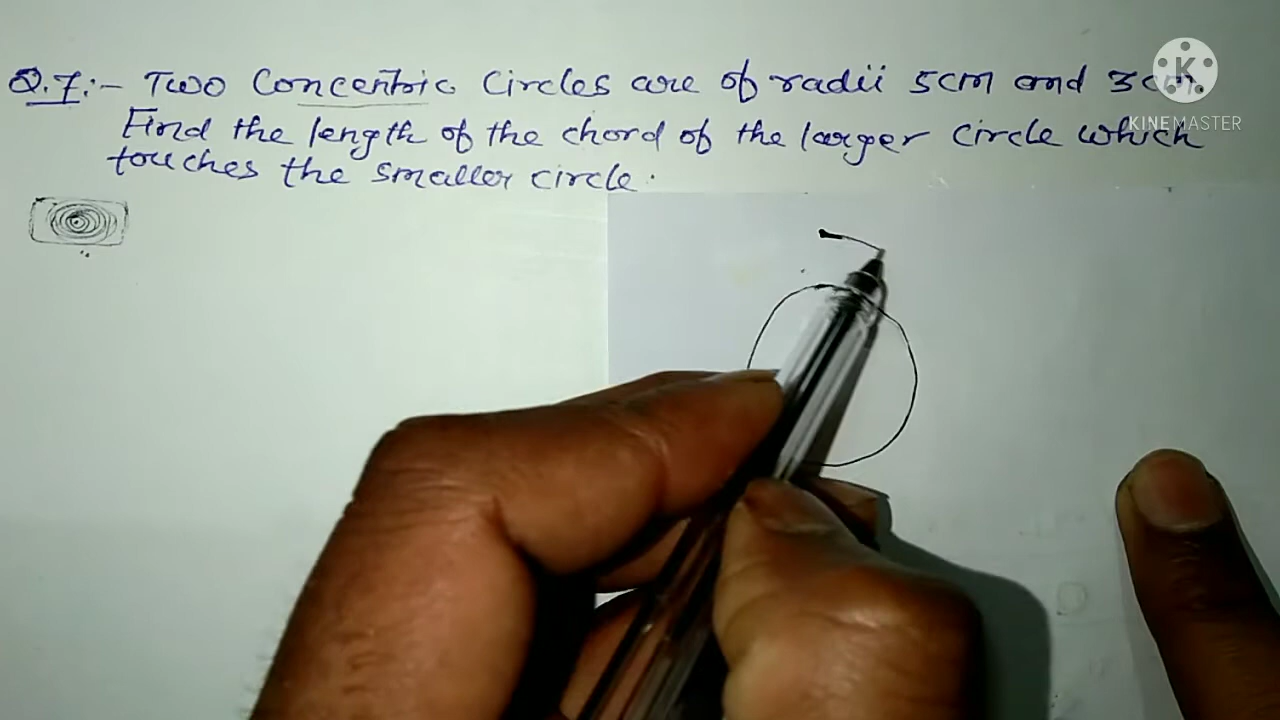 Q.7:- Two Concentric Circles are of radii 5cm and 3cm.
Find the length of the chord of the larger circle which
touches the smaller circle.
K
KINEMASTER